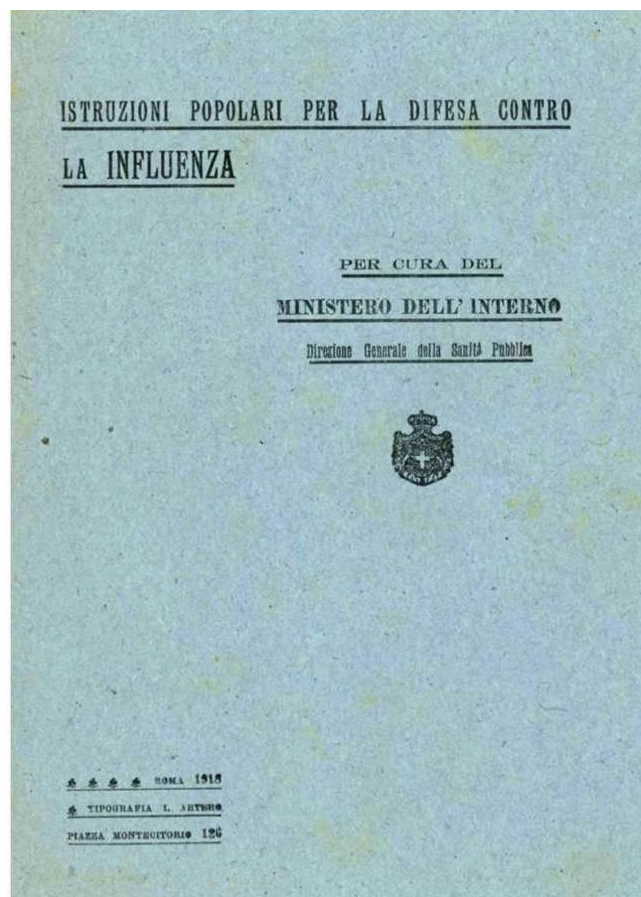 ISTRUZIONI POPOLARI PER LA DIFESA CONTRO
LA INFLUENZA
PER CURA DEL
MINISTERO DELL' INTERNO
Direzione Generale della Sanità Pubblica
ROMA 1918
TIPOGRAFIA I. ARTERO
PIAZZA MONTECITORIO 126